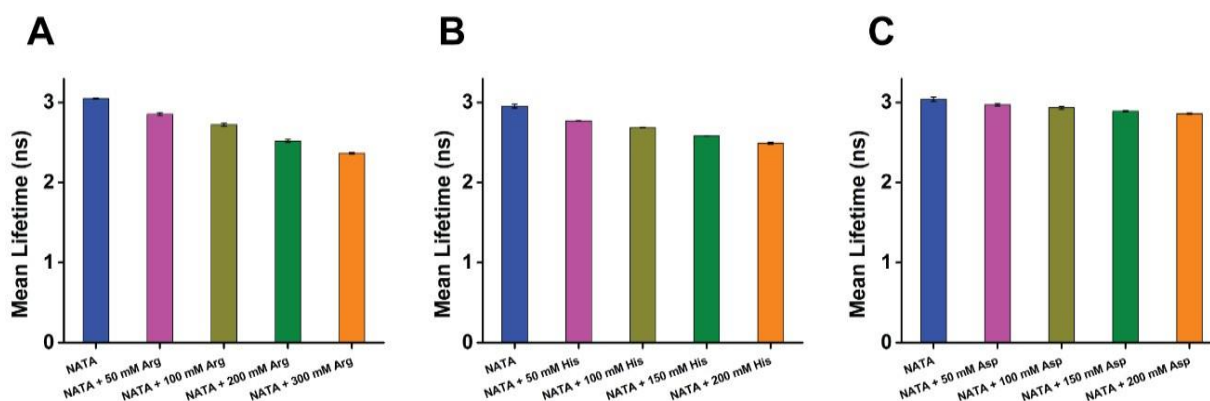 A
Mean Lifetime (ns)
3
2
1
0
NATA
NATA + 50 mM Arg
NATA + 100 mM Arg
NATA + 200 mM Arg
NATA + 300 mM Arg
B
Mean Lifetime (ns)
3
2
1
0
NATA
NATA + 50 mM His
NATA + 100 mM His
NATA + 150 mM His
NATA + 200 mM His
C
Mean Lifetime (ns)
3
2
1
0
NATA
NATA + 50 mM Asp
NATA + 100 mM Asp
NATA + 150 mM Asp
NATA + 200 mM Asp